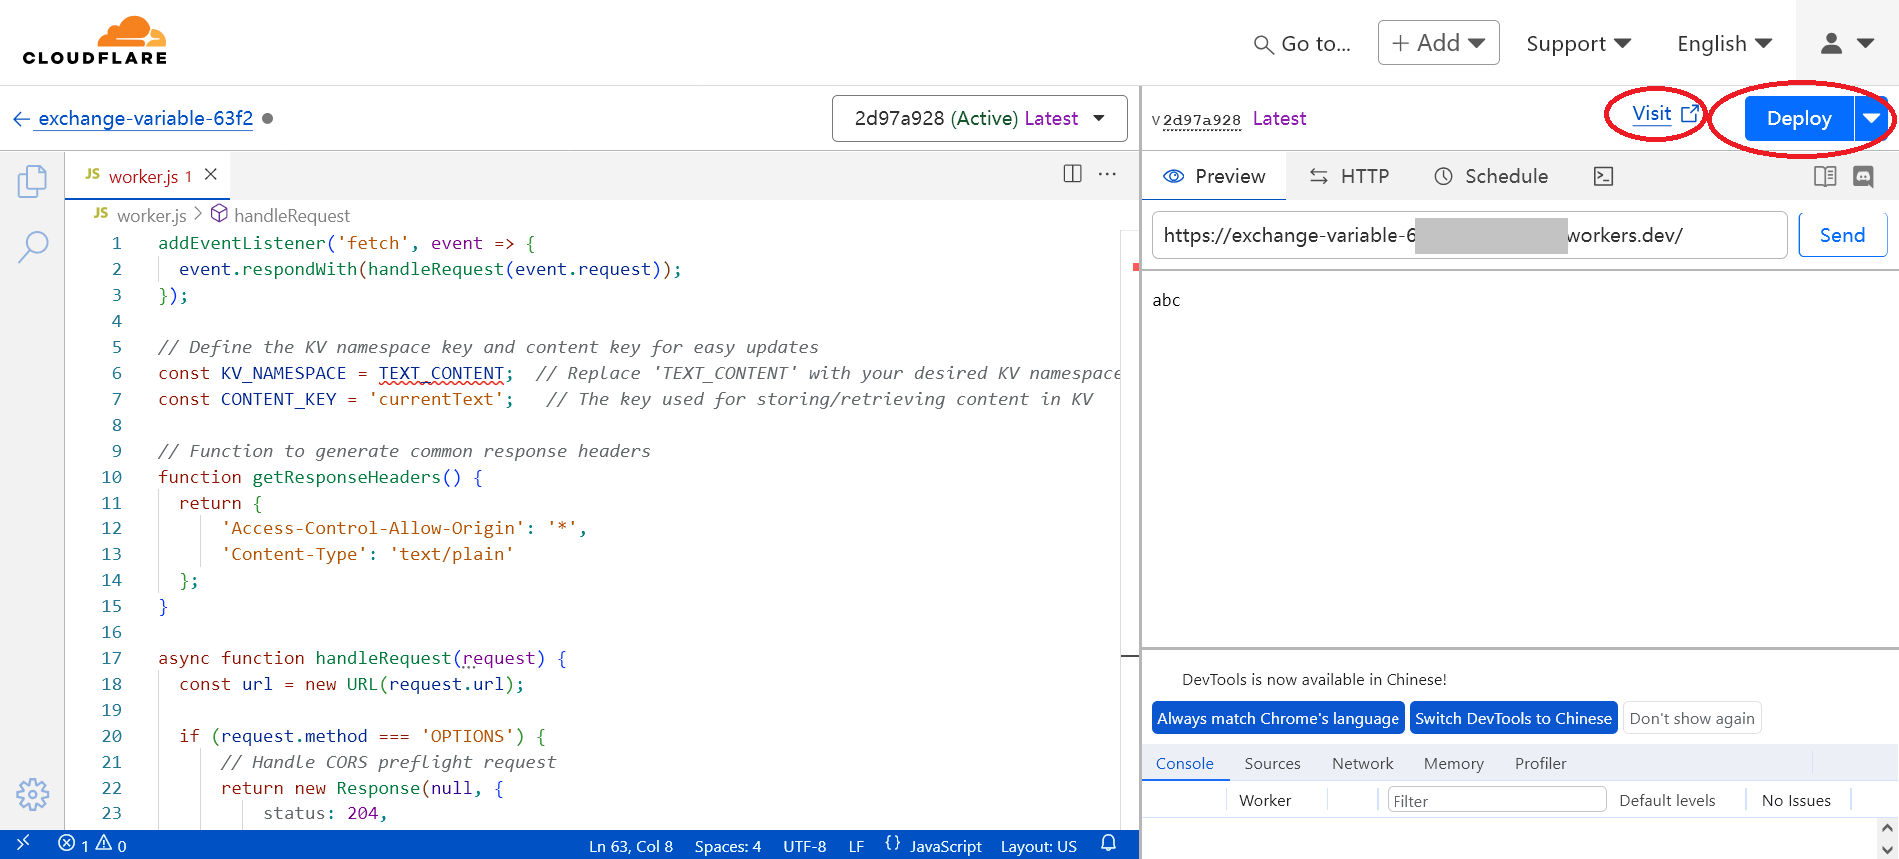 CLOUDFLARE
Go to...
+ Add
Support
English
← exchange-variable-63f2 ●
2d97a928 (Active) Latest
v 2d97a928 Latest
Visit
Deploy
JS worker.js 1 ×
Preview
HTTP
Schedule
JS worker.js > handleRequest
1 addEventListener('fetch', event => {
2 event.respondWith(handleRequest(event.request));
3 });
4
5 // Define the KV namespace key and content key for easy updates
6 const KV_NAMESPACE = TEXT_CONTENT; // Replace 'TEXT_CONTENT' with your desired KV namespace
7 const CONTENT_KEY = 'currentText'; // The key used for storing/retrieving content in KV
8
9 // Function to generate common response headers
10 function getResponseHeaders() {
11 return {
12 'Access-Control-Allow-Origin': '*',
13 'Content-Type': 'text/plain'
14 };
15 }
16
17 async function handleRequest(request) {
18 const url = new URL(request.url);
19
20 if (request.method === 'OPTIONS') {
21 // Handle CORS preflight request
22 return new Response(null, {
23 status: 204,
https://exchange-variable-6 workers.dev/
Send
abc
DevTools is now available in Chinese!
Always match Chrome's language
Switch DevTools to Chinese
Don't show again
Console
Sources
Network
Memory
Profiler
Worker
Filter
Default levels
No Issues
1 0
Ln 63, Col 8
Spaces: 4
UTF-8
LF
{} JavaScript
Layout: US